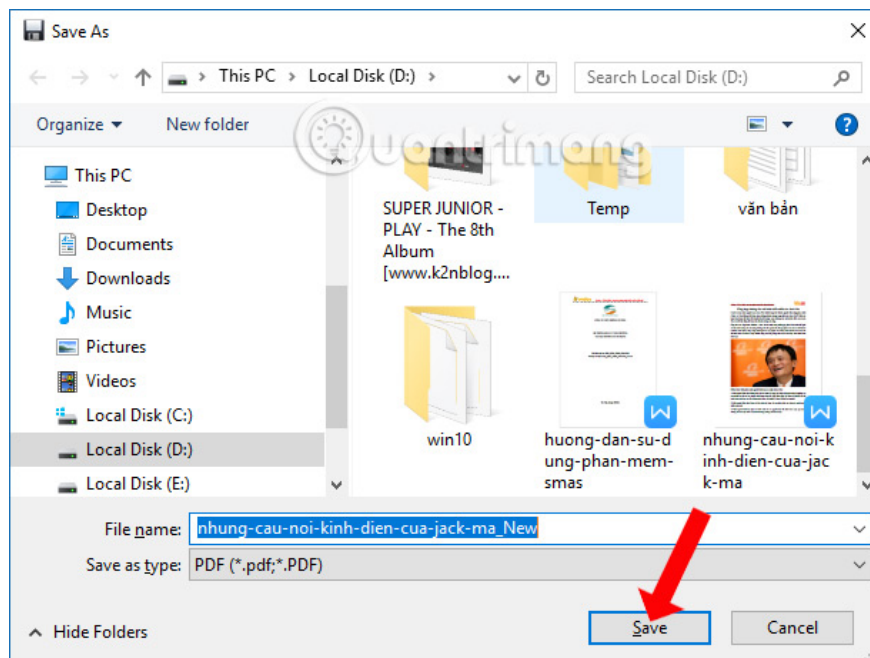 Save As
This PC > Local Disk (D:) >
Search Local Disk (D:)
Organize
New folder
Quantrimang
This PC
Desktop
Documents
Downloads
Music
Pictures
Videos
Local Disk (C:)
Local Disk (D:)
Local Disk (E:)
SUPER JUNIOR -
PLAY - The 8th
Album
[www.k2nblog....
Temp
văn bản
win10
huong-dan-su-d
ung-phan-mem-
smas
nhung-cau-noi-k
inh-dien-cua-jac
k-ma
File name:
nhung-cau-noi-kinh-dien-cua-jack-ma_New
Save as type:
PDF (*.pdf;*.PDF)
Hide Folders
Save
Cancel